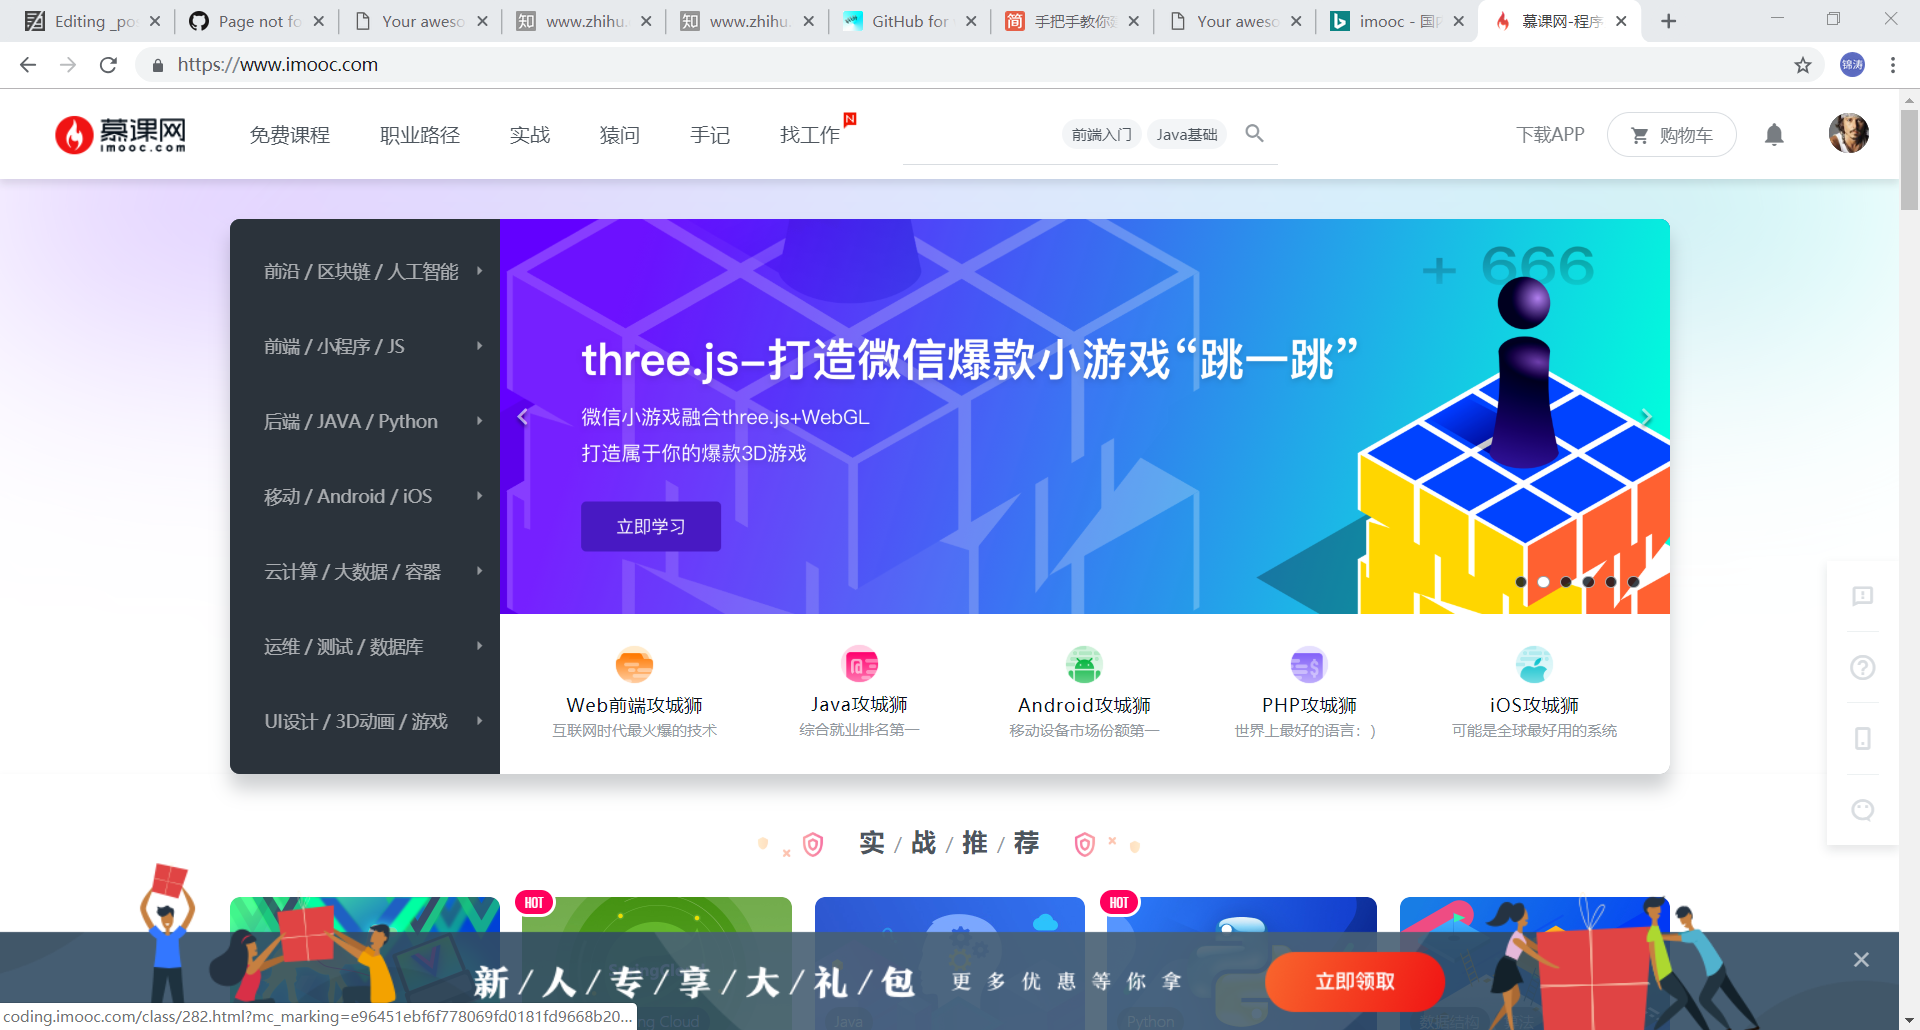 Editing _po
Page not fo
Your aweso
知 www.zhihu.
知 www.zhihu.
GitHub for
简 手把手教你
Your aweso
imooc - 国
慕课网-程序
https://www.imooc.com
锦涛
慕课网
imooc.com
免费课程
职业路径
实战
猿问
手记
找工作
N
前端入门
Java基础
下载APP
购物车
前沿 / 区块链 / 人工智能
前端 / 小程序 / JS
后端 / JAVA / Python
移动 / Android / iOS
云计算 / 大数据 / 容器
运维 / 测试 / 数据库
UI设计 / 3D动画 / 游戏
+ 666
three.js-打造微信爆款小游戏“跳一跳”
微信小游戏融合three.js+WebGL
打造属于你的爆款3D游戏
立即学习
Web前端攻城狮
互联网时代最火爆的技术
Java攻城狮
综合就业排名第一
Android攻城狮
移动设备市场份额第一
PHP攻城狮
世界上最好的语言：)
iOS攻城狮
可能是全球最好用的系统
实 / 战 / 推 / 荐
HOT
HOT
新 / 人 / 专 / 享 / 大 / 礼 / 包
更多优惠等你拿
立即领取
coding.imooc.com/class/282.html?mc_marking=e96451ebf6f778069fd0181fd9668b20...
Java
Python